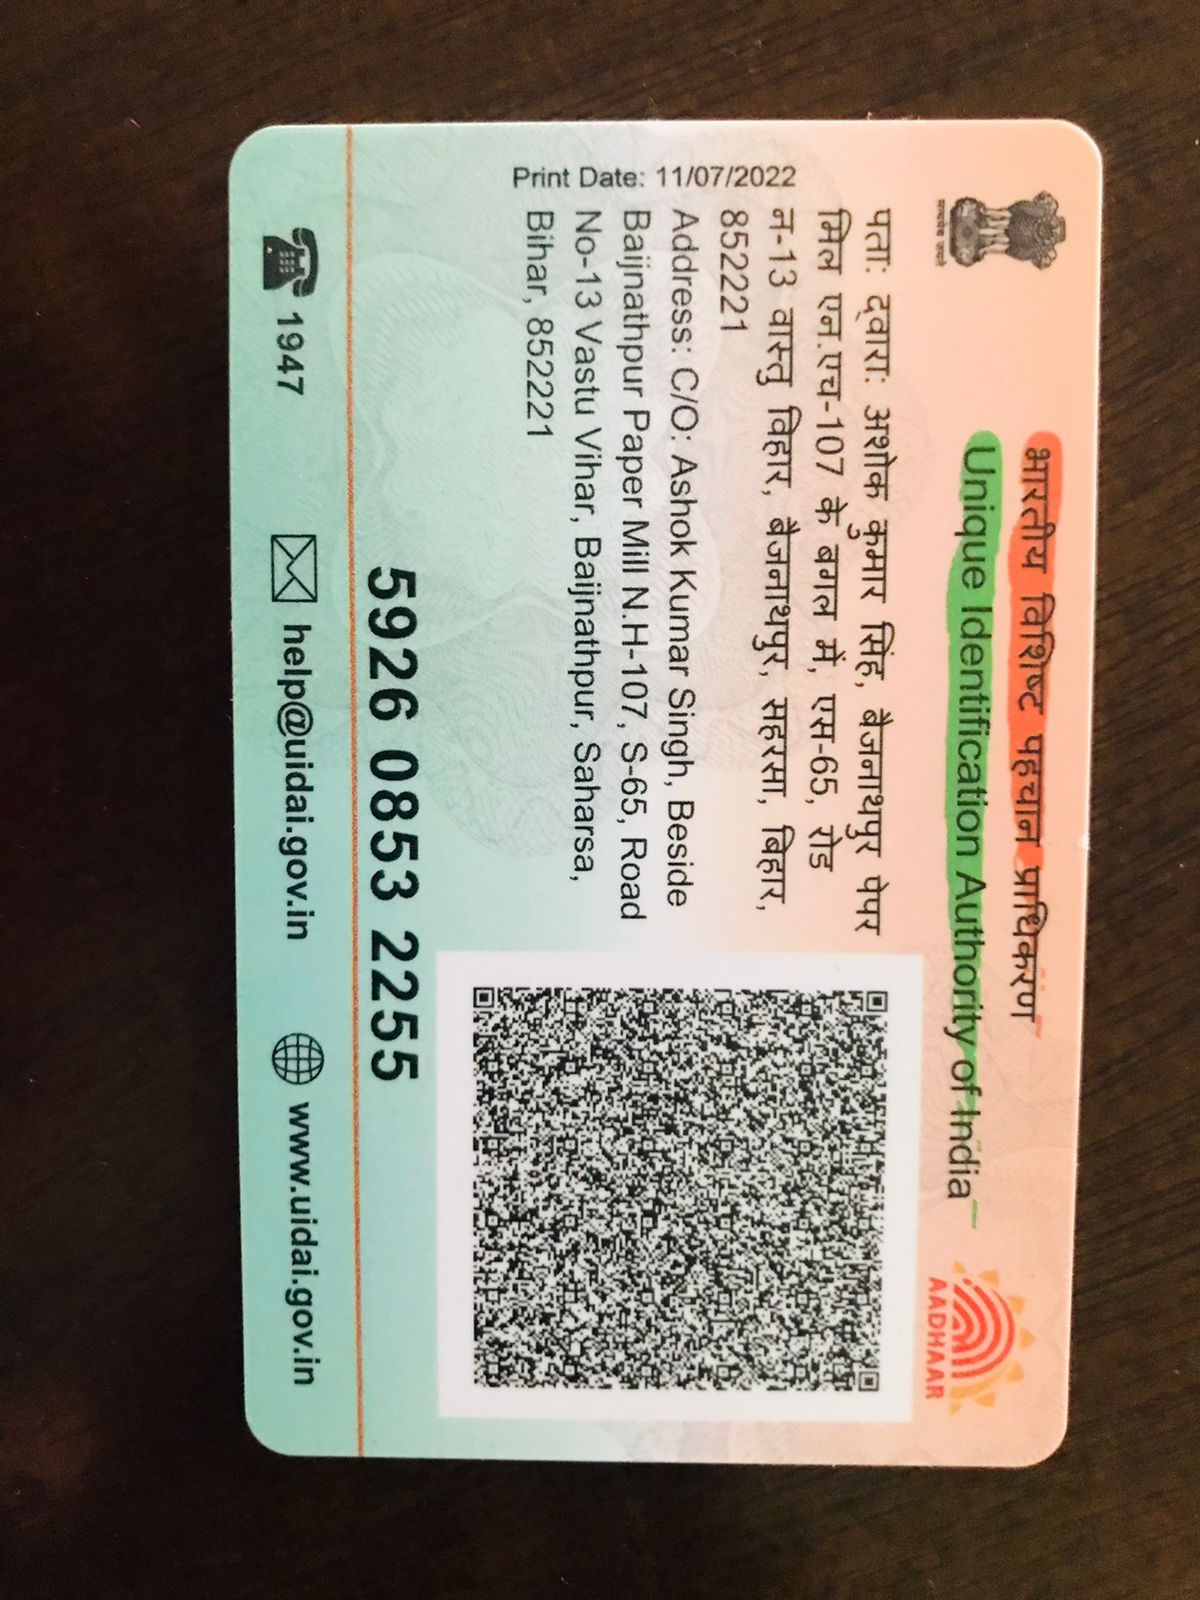 भारतीय विशिष्ट पहचान प्राधिकरण
Unique Identification Authority of India
AADHAAR
Print Date: 11/07/2022
पता: द्वारा: अशोक कुमार सिंह, बैजनाथपुर पेपर
मिल एन.एच-107 के बगल में, एस-65, रोड
न-13 वास्तु विहार, बैजनाथपुर, सहरसा, बिहार,
852221
Address: C/O: Ashok Kumar Singh, Beside
Baijnathpur Paper Mill N.H-107, S-65, Road
No-13 Vastu Vihar, Baijnathpur, Saharsa,
Bihar, 852221
5926 0853 2255
1947
help@uidai.gov.in
www.uidai.gov.in